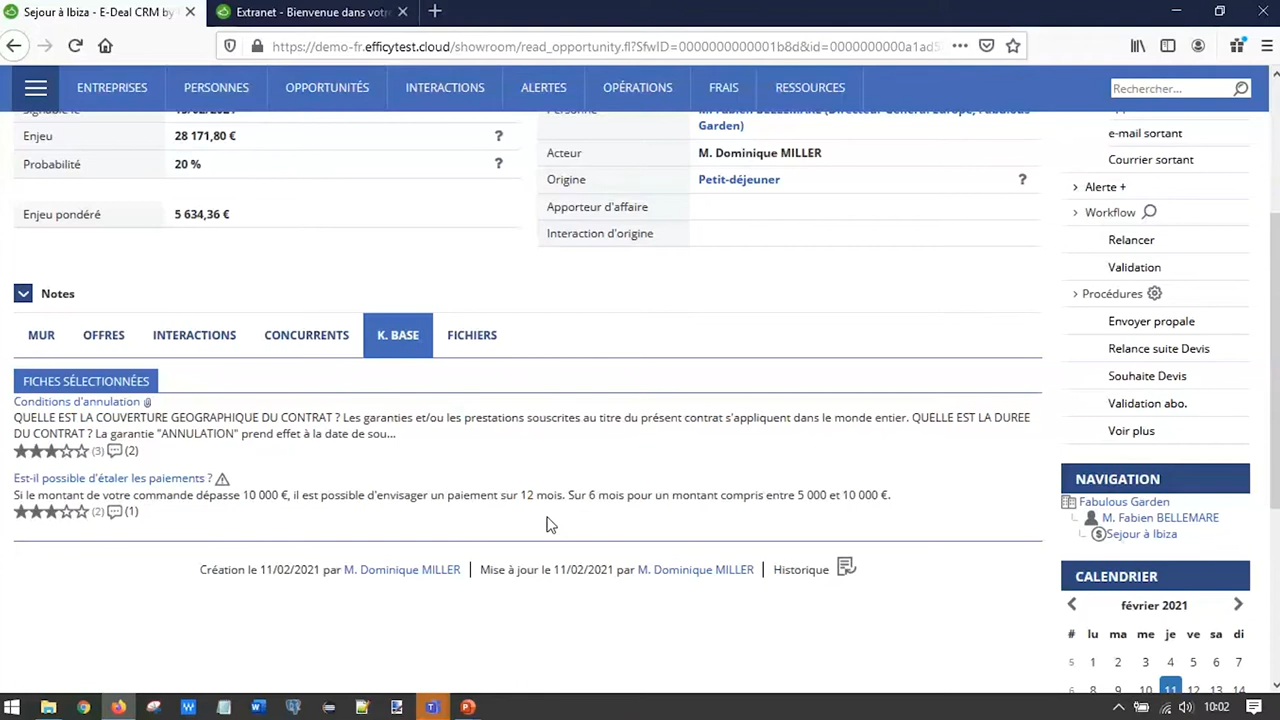 Sejour à Ibiza - E-Deal CRM by
Extranet - Bienvenue dans votr
https://demo-fr.efficytest.cloud/showroom/read_opportunity.fl?SfwID=0000000000001b8d&id=0000000000a1ad5
ENTREPRISES PERSONNES OPPORTUNITÉS INTERACTIONS ALERTES OPÉRATIONS FRAIS RESSOURCES Rechercher...
Enjeu 28 171,80 € ?
Probabilité 20 % ?
Enjeu pondéré 5 634,36 €
Garden)
Acteur M. Dominique MILLER
Origine Petit-déjeuner ?
Apporteur d'affaire
Interaction d'origine
e-mail sortant
Courrier sortant
Alerte +
Workflow
Relancer
Validation
Procédures
Envoyer propale
Relance suite Devis
Souhaite Devis
Validation abo.
Voir plus
Notes
MUR OFFRES INTERACTIONS CONCURRENTS K. BASE FICHIERS
FICHES SÉLECTIONNÉES
Conditions d'annulation
QUELLE EST LA COUVERTURE GEOGRAPHIQUE DU CONTRAT ? Les garanties et/ou les prestations souscrites au titre du présent contrat s'appliquent dans le monde entier. QUELLE EST LA DUREE
DU CONTRAT ? La garantie "ANNULATION" prend effet à la date de sou...
(3) (2)
Est-il possible d'étaler les paiements ?
Si le montant de votre commande dépasse 10 000 €, il est possible d'envisager un paiement sur 12 mois. Sur 6 mois pour un montant compris entre 5 000 et 10 000 €.
(2) (1)
Création le 11/02/2021 par M. Dominique MILLER | Mise à jour le 11/02/2021 par M. Dominique MILLER | Historique
NAVIGATION
Fabulous Garden
M. Fabien BELLEMARE
Sejour à Ibiza
CALENDRIER
février 2021
# lu ma me je ve sa di
5 1 2 3 4 5 6 7
6 8 9 10 11 12 13 14
10:02